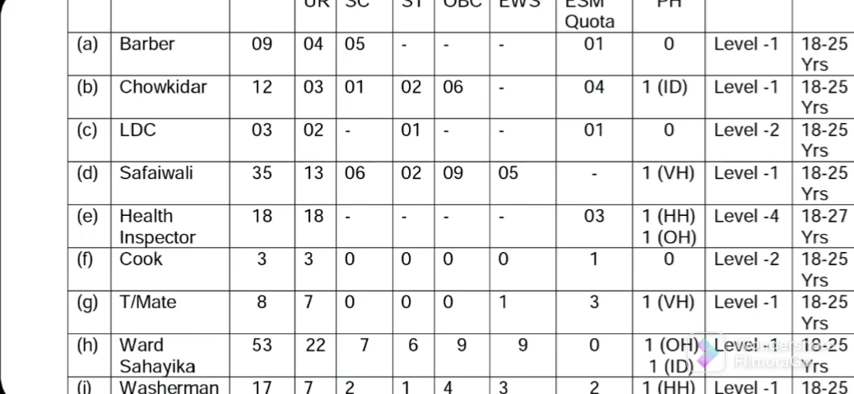 UR SC ST OBC EWS ESM PH
Quota
(a) Barber 09 04 05 - - - 01 0 Level -1 18-25
Yrs
(b) Chowkidar 12 03 01 02 06 - 04 1 (ID) Level -1 18-25
Yrs
(c) LDC 03 02 - 01 - - 01 0 Level -2 18-25
Yrs
(d) Safaiwali 35 13 06 02 09 05 - 1 (VH) Level -1 18-25
Yrs
(e) Health 18 18 - - - - 03 1 (HH) Level -4 18-27
Inspector 1 (OH) Yrs
(f) Cook 3 3 0 0 0 0 1 0 Level -2 18-25
Yrs
(g) T/Mate 8 7 0 0 0 1 3 1 (VH) Level -1 18-25
Yrs
(h) Ward 53 22 7 6 9 9 0 1 (OH) Level -1 18-25
Sahayika 1 (ID) Yrs
(i) Washerman 17 7 2 1 4 3 2 1 (HH) Level -1 18-25